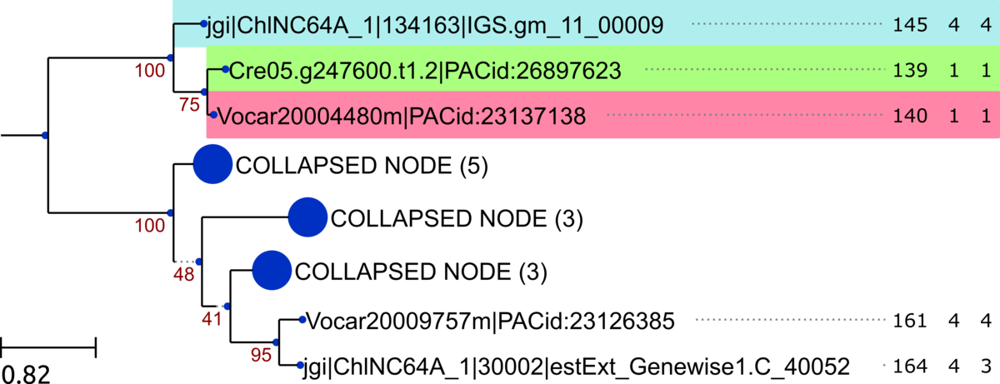 jgi|ChlNC64A_1|134163|IGS.gm_11_00009 145 4 4
100
Cre05.g247600.t1.2|PACid:26897623 139 1 1
75
Vocar20004480m|PACid:23137138 140 1 1
COLLAPSED NODE (5)
100
COLLAPSED NODE (3)
48
COLLAPSED NODE (3)
41
Vocar20009757m|PACid:23126385 161 4 4
95
jgi|ChlNC64A_1|30002|estExt_Genewise1.C_40052 164 4 3
0.82